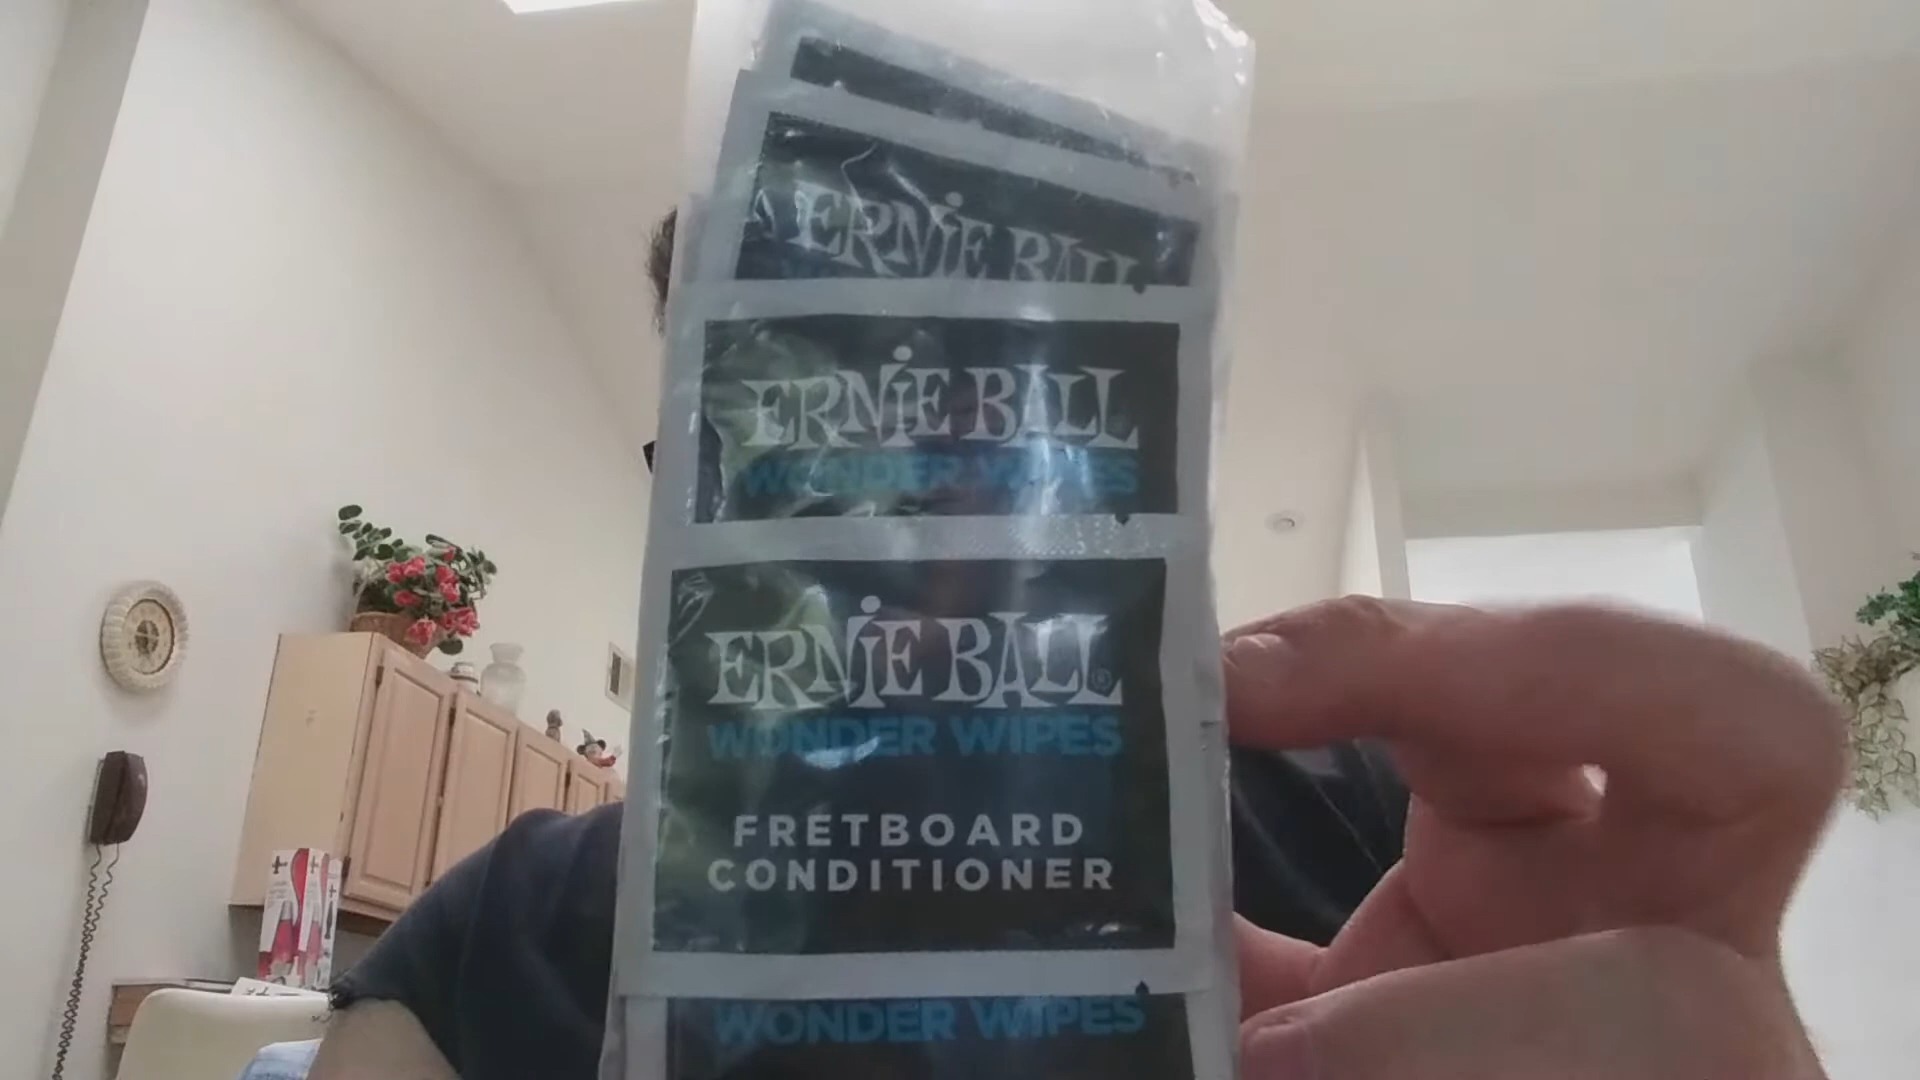 ERNiE BALL
ERNiE BALL
WONDER WIPES
ERNiE BALL®
WONDER WIPES
FRETBOARD
CONDITIONER
WONDER WIPES